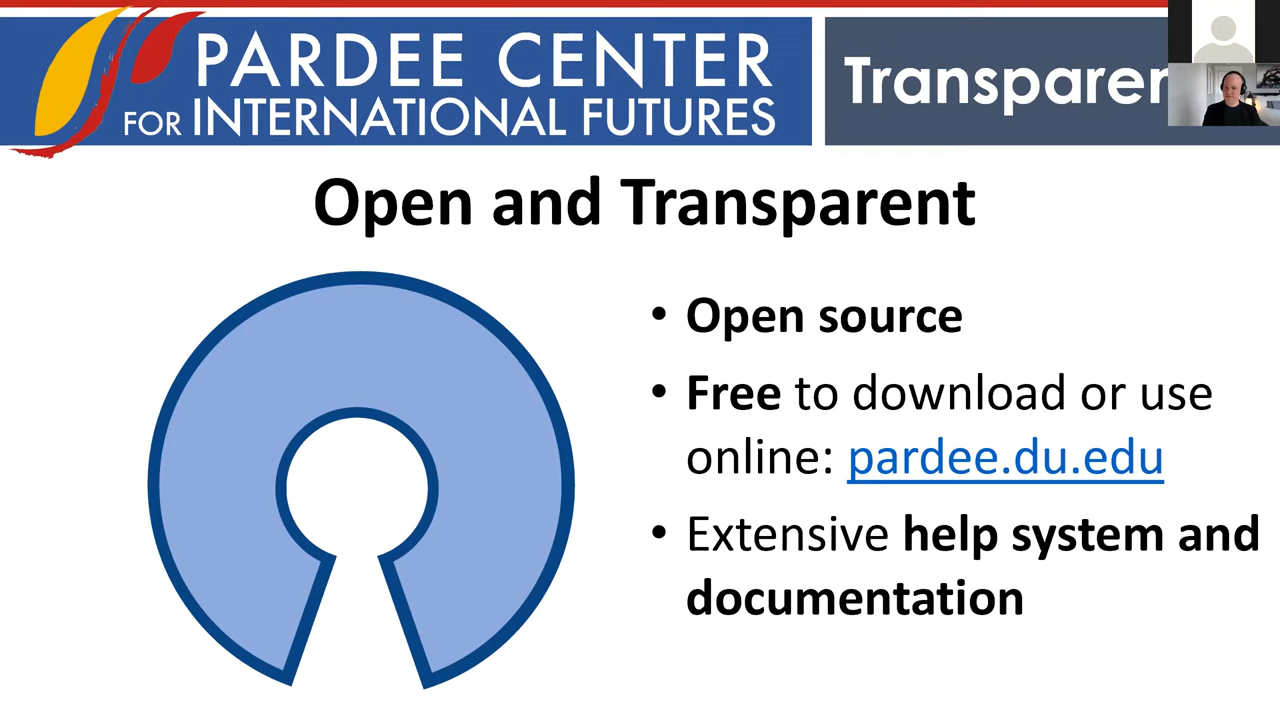 PARDEE CENTER
FOR INTERNATIONAL FUTURES
Transparen
Open and Transparent
• Open source
• Free to download or use
online: pardee.du.edu
• Extensive help system and
documentation